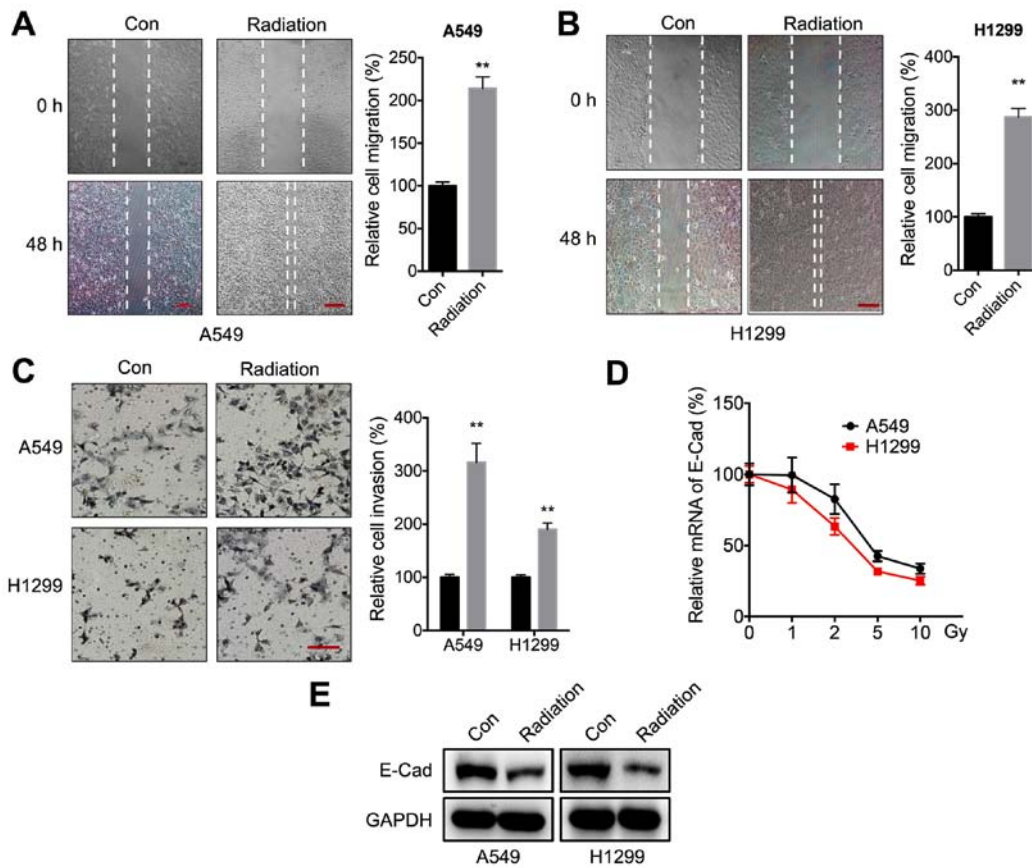 A
Con
Radiation
0 h
48 h
A549
A549
Relative cell migration (%)
250
200
150
100
50
0
**
Con
Radiation
B
Con
Radiation
0 h
48 h
H1299
H1299
Relative cell migration (%)
400
300
200
100
0
**
Con
Radiation
C
Con
Radiation
A549
H1299
Relative cell invasion (%)
400
300
200
100
0
**
**
A549
H1299
D
Relative mRNA of E-Cad (%)
150
100
50
0
A549
H1299
0 1 2 5 10 Gy
E
Con
Radiation
Con
Radiation
E-Cad
GAPDH
A549
H1299